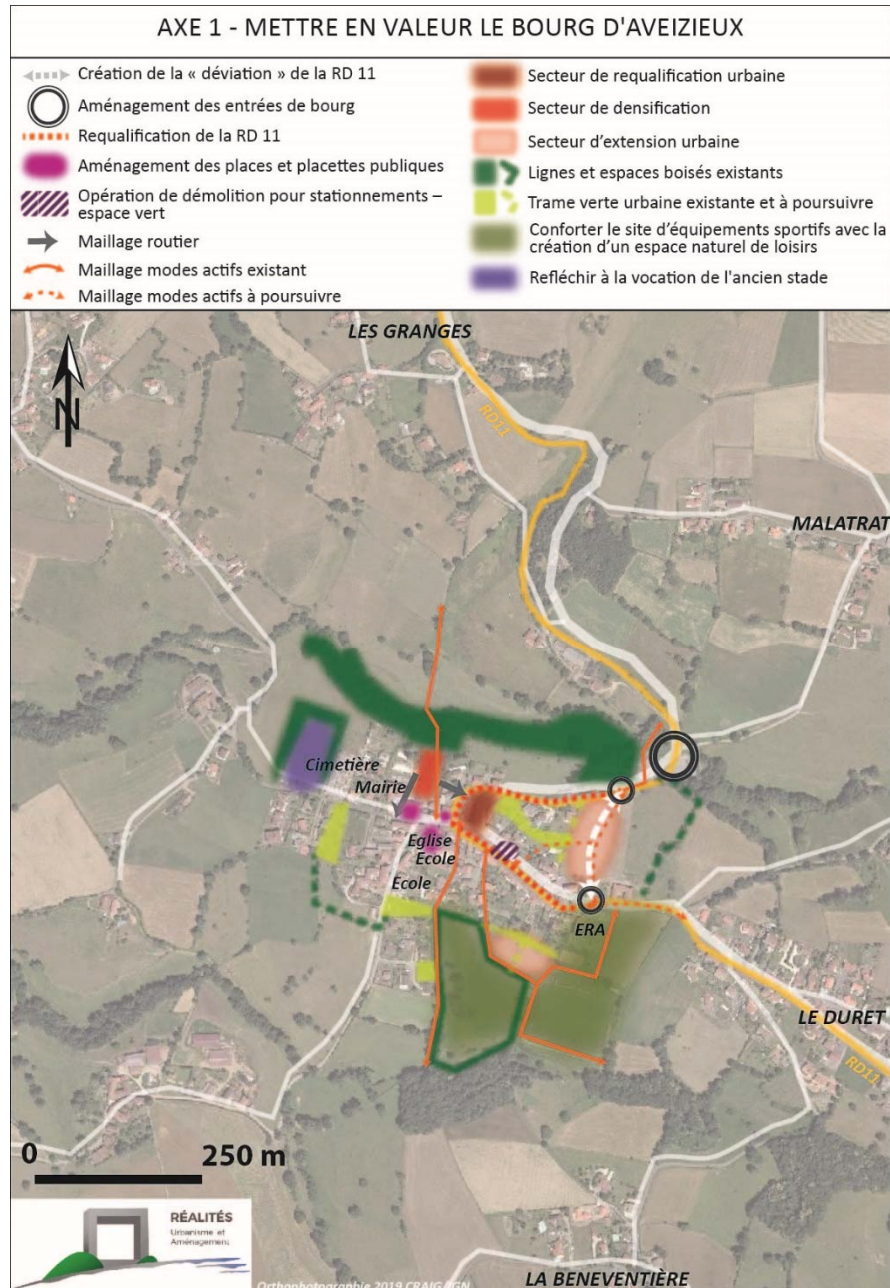 AXE 1 - METTRE EN VALEUR LE BOURG D'AVEIZIEUX
Création de la « déviation » de la RD 11
Aménagement des entrées de bourg
Requalification de la RD 11
Aménagement des places et placettes publiques
Opération de démolition pour stationnements –
espace vert
Maillage routier
Maillage modes actifs existant
Maillage modes actifs à poursuivre
Secteur de requalification urbaine
Secteur de densification
Secteur d'extension urbaine
Lignes et espaces boisés existants
Trame verte urbaine existante et à poursuivre
Conforter le site d'équipements sportifs avec la
création d'un espace naturel de loisirs
Refléchir à la vocation de l'ancien stade
LES GRANGES
N
RD11
MALATRAT
Cimetière
Mairie
Eglise
Ecole
Ecole
ERA
LE DURET
RD11
0 250 m
RÉALITÉS
Urbanisme et
Aménagement
Orthophotographie 2019 CRAIG IGN
LA BENEVENTIÈRE